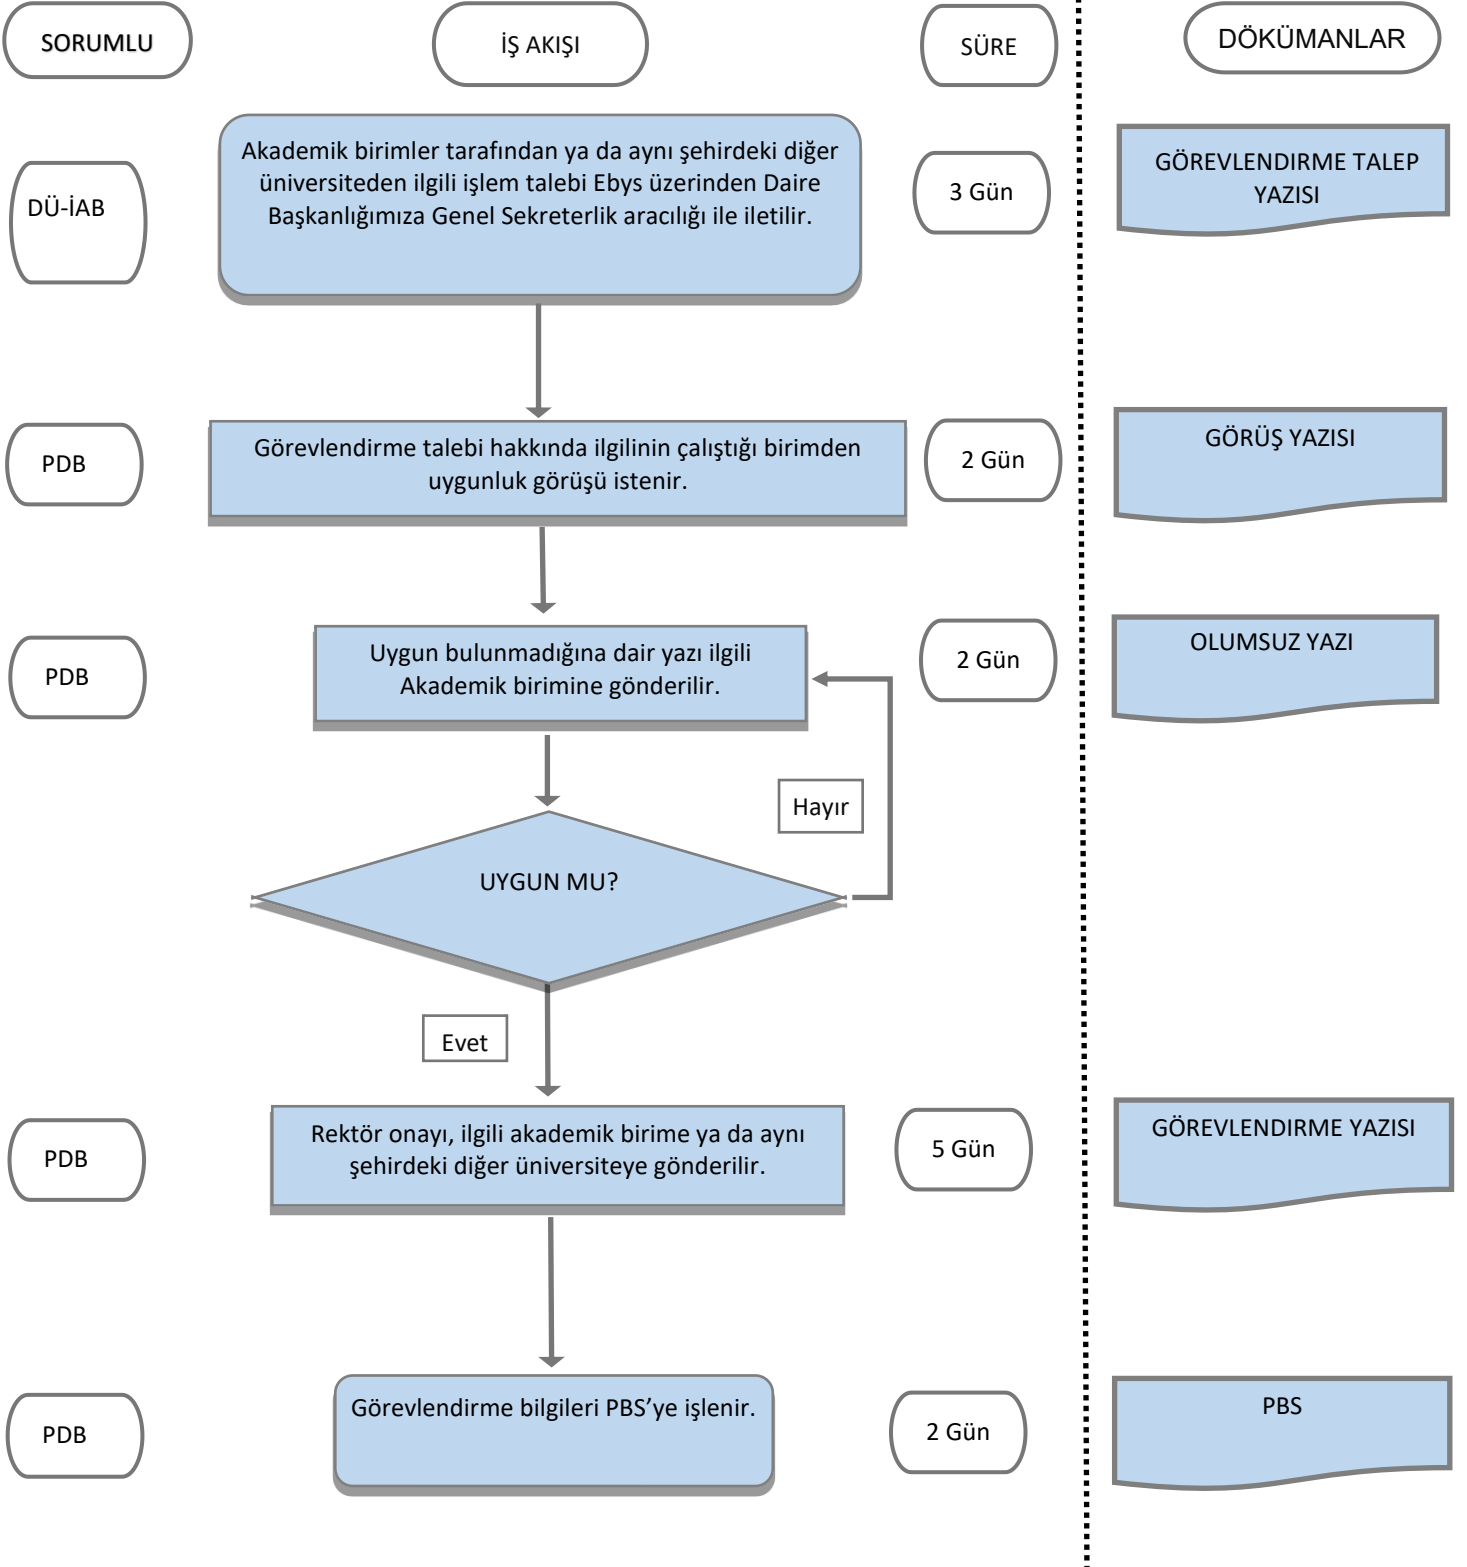 SORUMLU
İŞ AKIŞI
SÜRE
DÖKÜMANLAR
DÜ-İAB
Akademik birimler tarafından ya da aynı şehirdeki diğer
üniversiteden ilgili işlem talebi Ebys üzerinden Daire
Başkanlığımıza Genel Sekreterlik aracılığı ile iletilir.
3 Gün
GÖREVLENDİRME TALEP
YAZISI
PDB
Görevlendirme talebi hakkında ilgilinin çalıştığı birimden
uygunluk görüşü istenir.
2 Gün
GÖRÜŞ YAZISI
PDB
Uygun bulunmadığına dair yazı ilgili
Akademik birimine gönderilir.
2 Gün
OLUMSUZ YAZI
Hayır
UYGUN MU?
Evet
PDB
Rektör onayı, ilgili akademik birime ya da aynı
şehirdeki diğer üniversiteye gönderilir.
5 Gün
GÖREVLENDİRME YAZISI
PDB
Görevlendirme bilgileri PBS’ye işlenir.
2 Gün
PBS